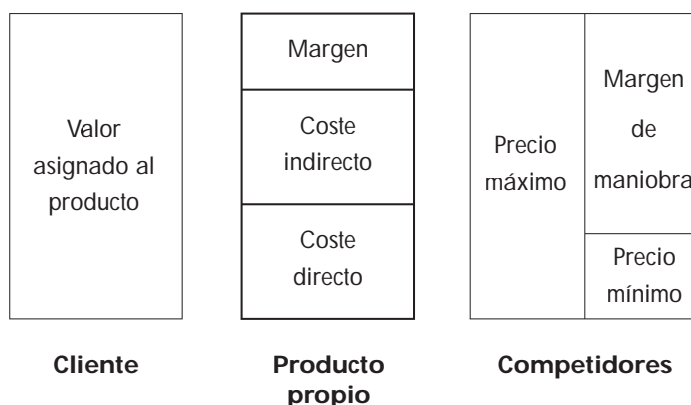 Valor
asignado al
producto
Margen
Coste
indirecto
Coste
directo
Precio
máximo
Margen
de
maniobra
Precio
mínimo
Cliente
Producto
propio
Competidores